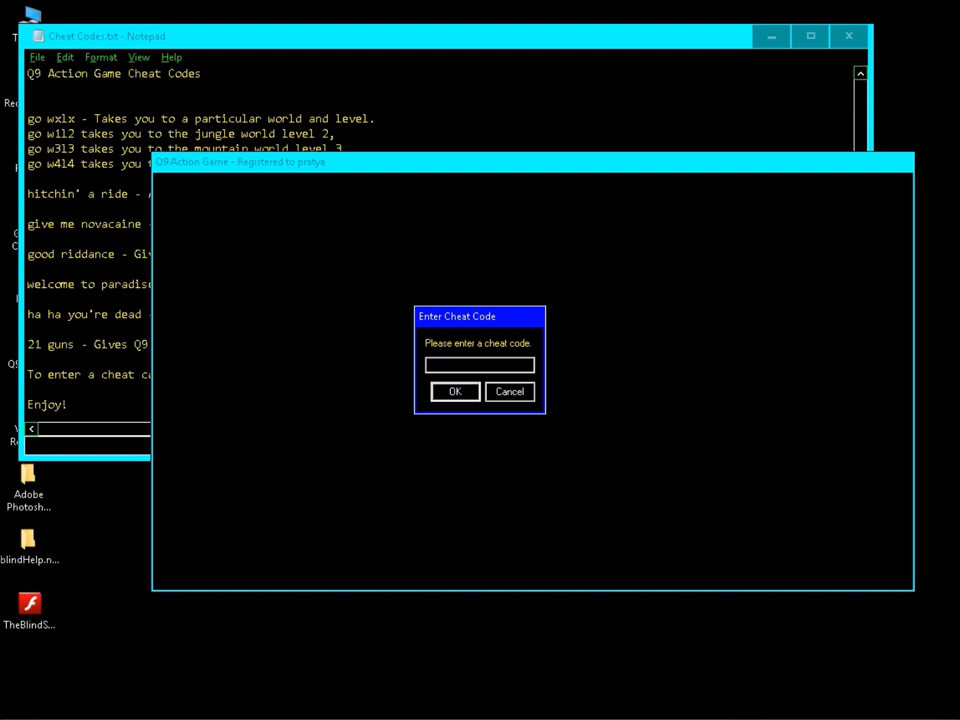 Cheat Codes.txt - Notepad
File Edit Format View Help
Q9 Action Game Cheat Codes
go wxlx - Takes you to a particular world and level.
go w1l2 takes you to the jungle world level 2,
go w3l3 takes you to the mountain world level 3
go w4l4 takes you
Q9 Action Game - Registered to pratya
hitchin' a ride -
give me novacaine -
good riddance - Gi
welcome to paradis
ha ha you're dead -
21 guns - Gives Q9
To enter a cheat c
Enjoy!
Enter Cheat Code
Please enter a cheat code.
OK
Cancel
Rec
Q9
Adobe
Photosh...
blindHelp.n...
TheBlindS...